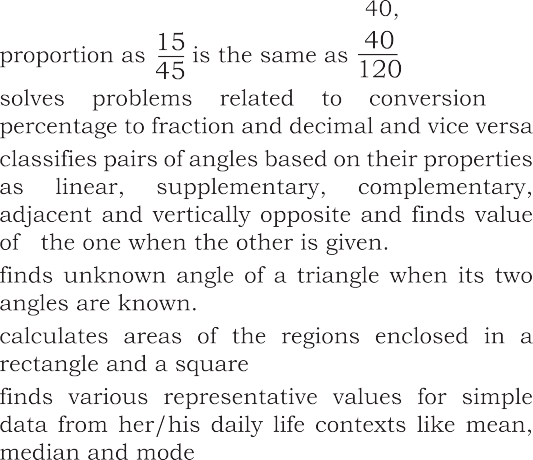 40,
proportion as 15/45 is the same as 40/120
solves problems related to conversion
percentage to fraction and decimal and vice versa
classifies pairs of angles based on their properties
as linear, supplementary, complementary,
adjacent and vertically opposite and finds value
of the one when the other is given.
finds unknown angle of a triangle when its two
angles are known.
calculates areas of the regions enclosed in a
rectangle and a square
finds various representative values for simple
data from her/his daily life contexts like mean,
median and mode